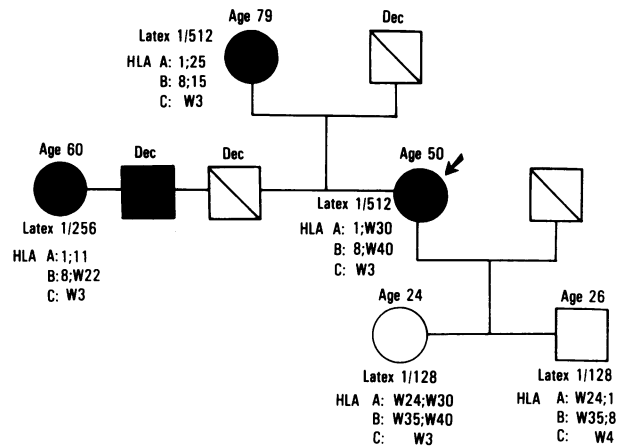 Age 79
Dec
Latex 1/512
HLA A: 1;25
B: 8;15
C: W3
Age 60
Dec
Dec
Age 50
Latex 1/256
HLA A: 1;11
B: 8;W22
C: W3
Latex 1/512
HLA A: 1;W30
B: 8;W40
C: W3
Age 24
Age 26
Latex 1/128
HLA A: W24;W30
B: W35;W40
C: W3
Latex 1/128
HLA A: W24;1
B: W35;8
C: W4